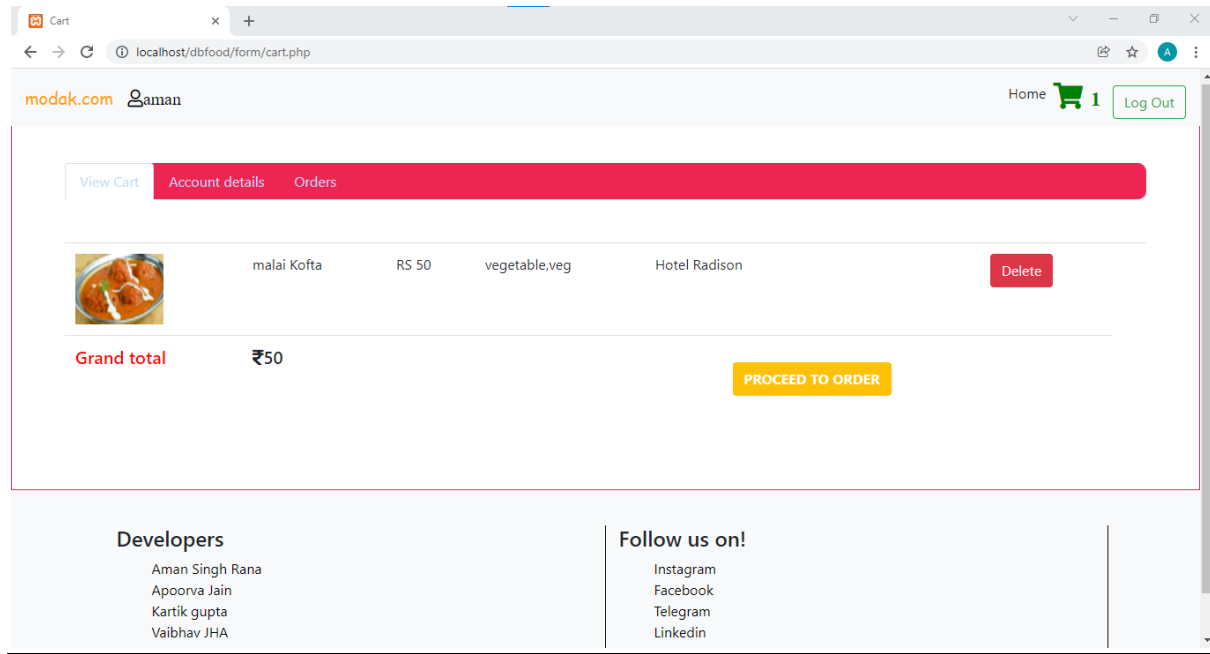 Cart
localhost/dbfood/form/cart.php
A
modak.com aman Home 1 Log Out
View Cart Account details Orders
malai Kofta RS 50 vegetable,veg Hotel Radison Delete
Grand total ₹50
PROCEED TO ORDER
Developers
Aman Singh Rana
Apoorva Jain
Kartik gupta
Vaibhav JHA
Follow us on!
Instagram
Facebook
Telegram
Linkedin